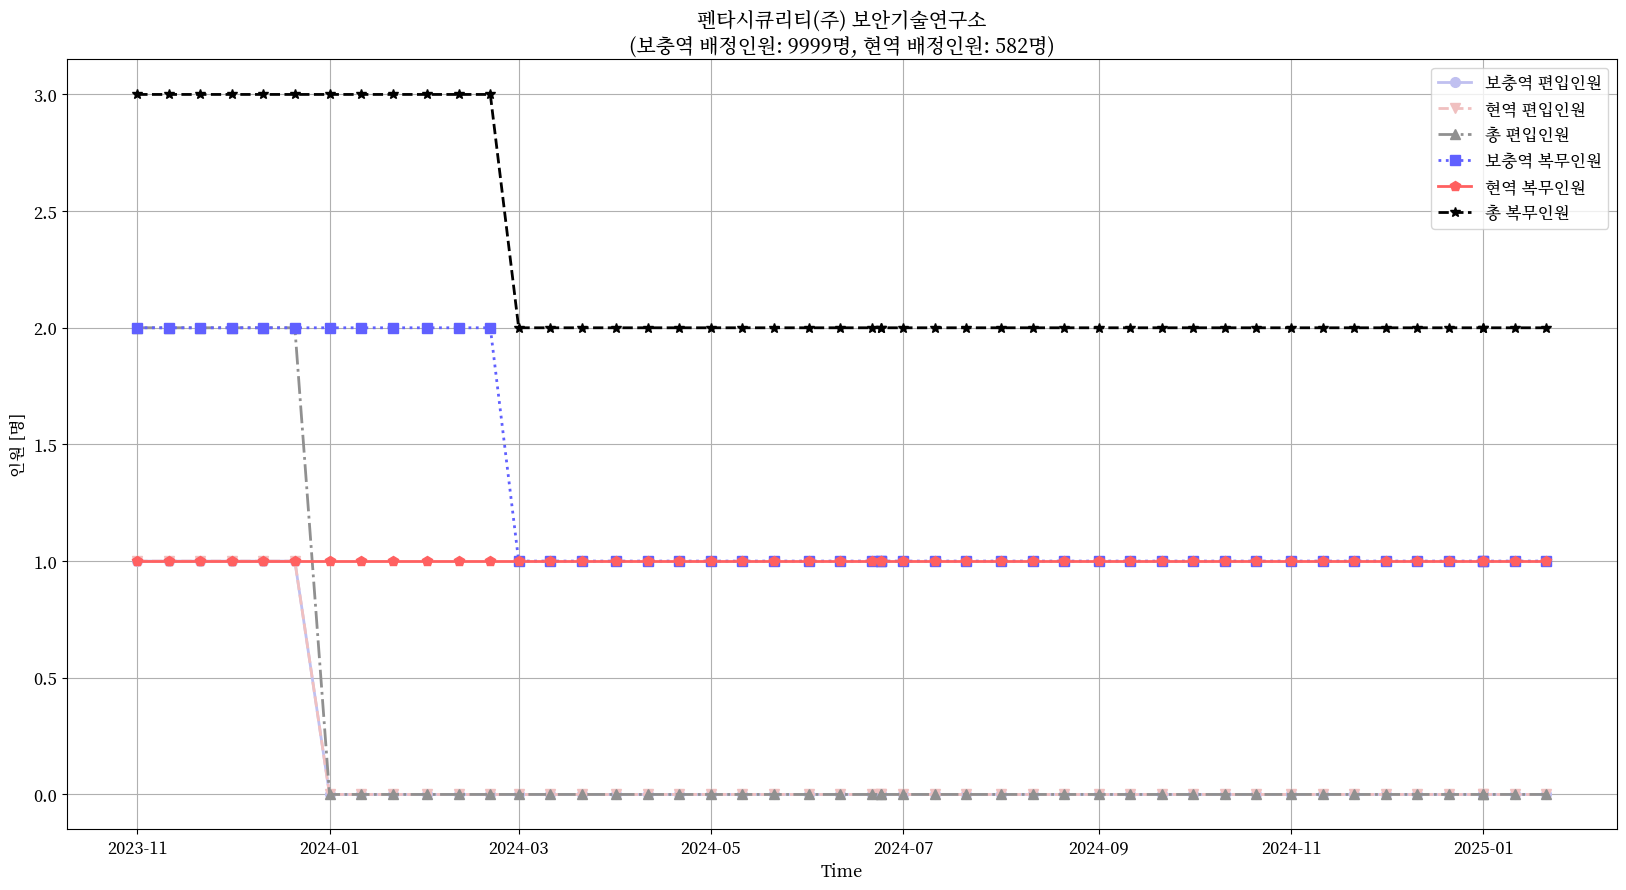 펜타시큐리티(주) 보안기술연구소
(보충역 배정인원: 9999명, 현역 배정인원: 582명)
보충역 편입인원
현역 편입인원
총 편입인원
보충역 복무인원
현역 복무인원
총 복무인원
인원 [명]
3.0
2.5
2.0
1.5
1.0
0.5
0.0
2023-11
2024-01
2024-03
2024-05
2024-07
2024-09
2024-11
2025-01
Time